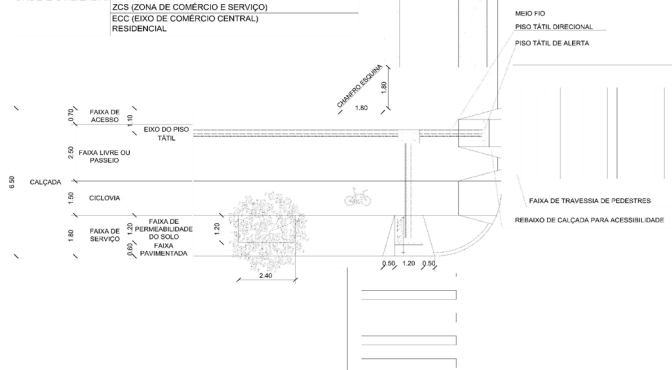 ZCS (ZONA DE COMÉRCIO E SERVIÇO)
ECC (EIXO DE COMÉRCIO CENTRAL)
RESIDENCIAL
MEIO FIO
PISO TÁTIL DIRECIONAL
PISO TÁTIL DE ALERTA
CHANFRO ESQUINA
1.80
1.80
0.70
FAIXA DE
ACESSO
1.10
EIXO DO PISO
TÁTIL
2.50
FAIXA LIVRE OU
PASSEIO
6.50
CALÇADA
1.50
CICLOVIA
FAIXA DE TRAVESSIA DE PEDESTRES
REBAIXO DE CALÇADA PARA ACESSIBILIDADE
1.80
FAIXA DE
SERVIÇO
1.20
FAIXA DE
PERMEABILIDADE
DO SOLO
1.20
0.60
FAIXA
PAVIMENTADA
2.40
0.50
1.20
0.50